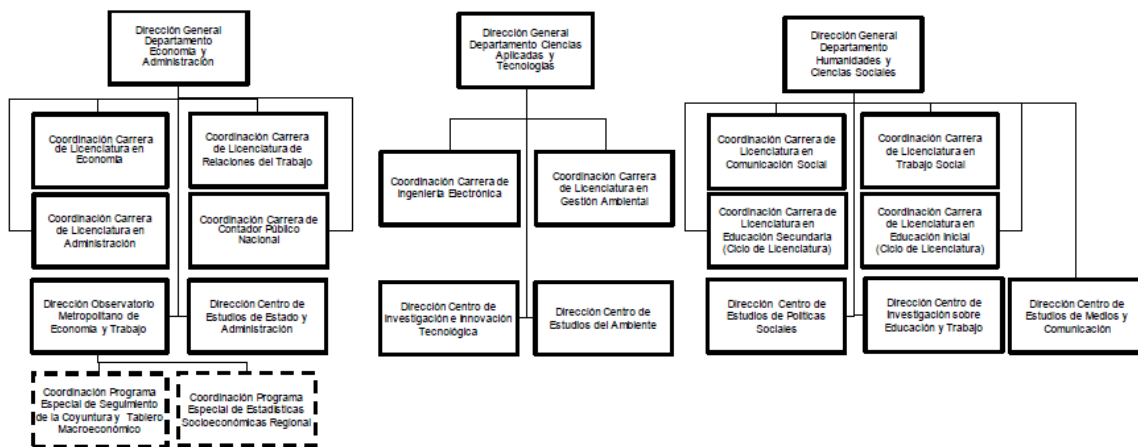 Dirección General
Departamento
Economía y
Administración
Dirección General
Departamento Ciencias
Aplicadas y
Tecnologías
Dirección General
Departamento
Humanidades y
Ciencias Sociales
Coordinación Carrera
de Licenciatura en
Economía
Coordinación Carrera
de Licenciatura de
Relaciones del Trabajo
Coordinación Carrera
de Licenciatura en
Administración
Coordinación Carrera de
Contador Público
Nacional
Coordinación Carrera de
Ingeniería Electrónica
Coordinación Carrera
de Licenciatura en
Gestión Ambiental
Coordinación Carrera de
Licenciatura en
Comunicación Social
Coordinación Carrera de
Licenciatura en
Trabajo Social
Coordinación Carrera de
Licenciatura en
Educación Secundaria
(Ciclo de Licenciatura)
Coordinación Carrera de
Licenciatura en
Educación Inicial
(Ciclo de Licenciatura)
Dirección Observatorio
Metropolitano de
Economía y Trabajo
Dirección Centro de
Estudios de Estado y
Administración
Dirección Centro de
Investigación e Innovación
Tecnológica
Dirección Centro de
Estudios del Ambiente
Dirección Centro de
Estudios de Políticas
Sociales
Dirección Centro de
Investigación sobre
Educación y Trabajo
Dirección Centro de
Estudios de Medios y
Comunicación
Coordinación Programa
Especial de Seguimiento
de la Coyuntura y Tablero
Macroeconómico
Coordinación Programa
Especial de Estadísticas
Socioeconómicas Regional